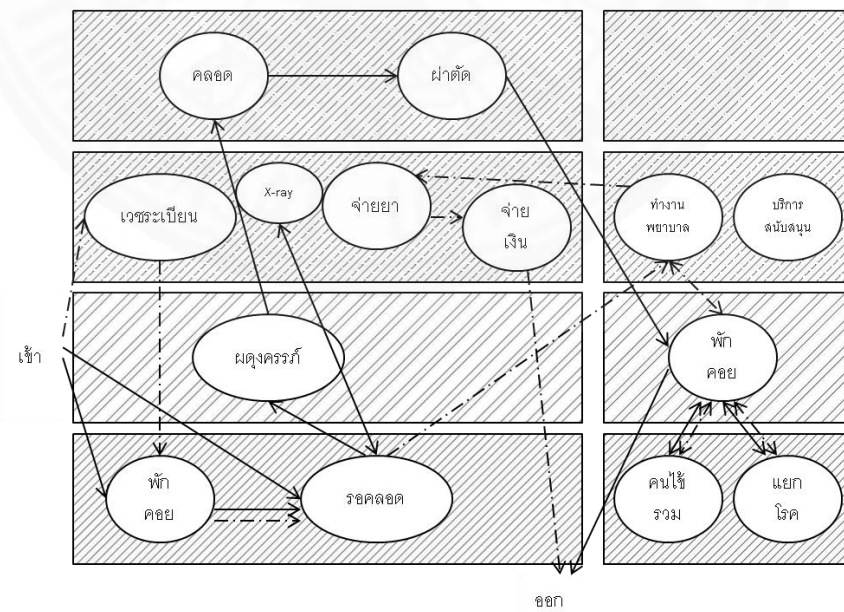 คลอด
ผ่าตัด
เวชระเบียน
X-ray
จ่ายยา
จ่าย
เงิน
ทำงาน
พยาบาล
บริการ
สนับสนุน
เข้า
ผดุงครรภ์
พัก
คอย
พัก
คอย
รอคลอด
คนไข้
รวม
แยก
โรค
ออก